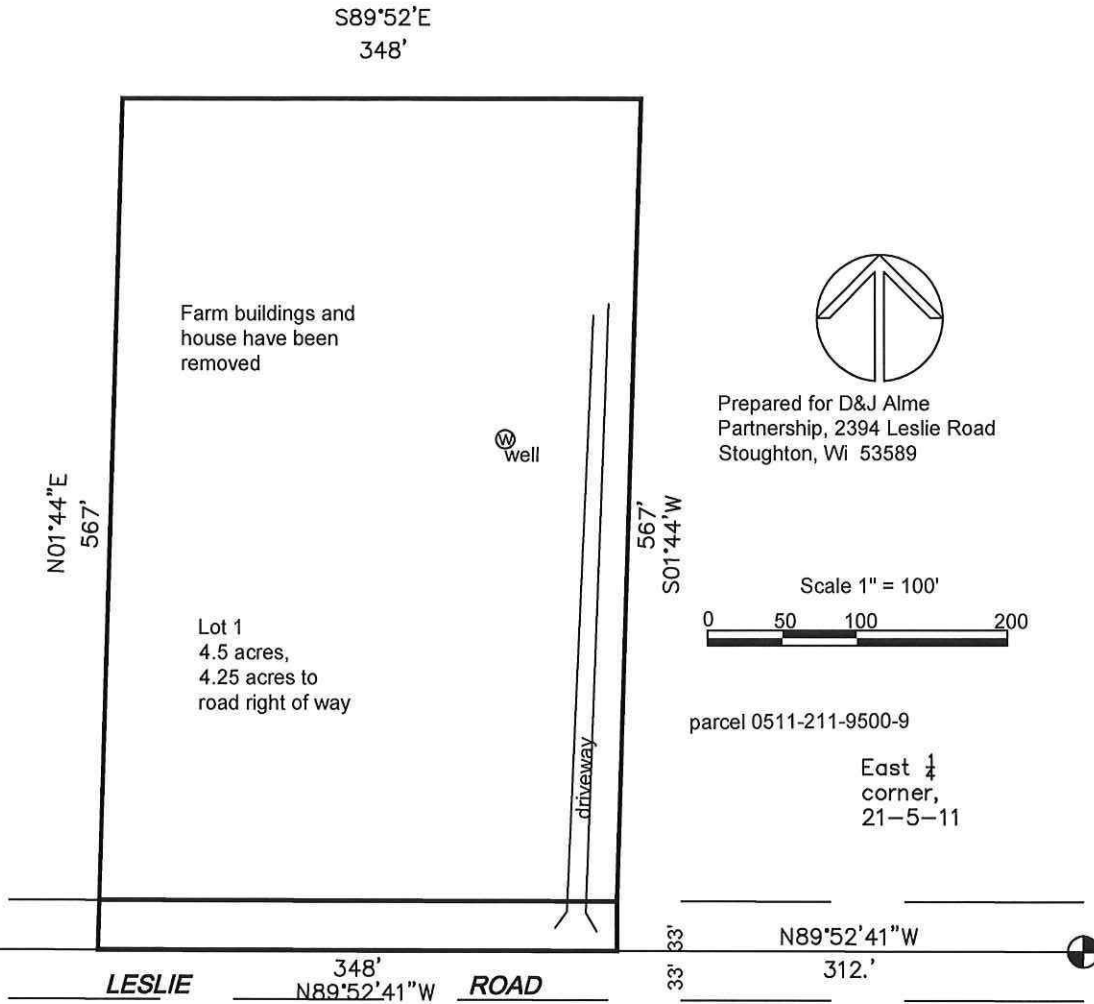 S89°52'E
348'
Farm buildings and
house have been
removed
W
well
Prepared for D&J Alme
Partnership, 2394 Leslie Road
Stoughton, Wi 53589
N01°44"E
567'
567'
S01°44'W
Scale 1" = 100'
0 50 100 200
Lot 1
4.5 acres,
4.25 acres to
road right of way
parcel 0511-211-9500-9
driveway
East 1/4
corner,
21-5-11
33'
N89°52'41"W
33'
312.'
348'
LESLIE ROAD
N89°52'41"W